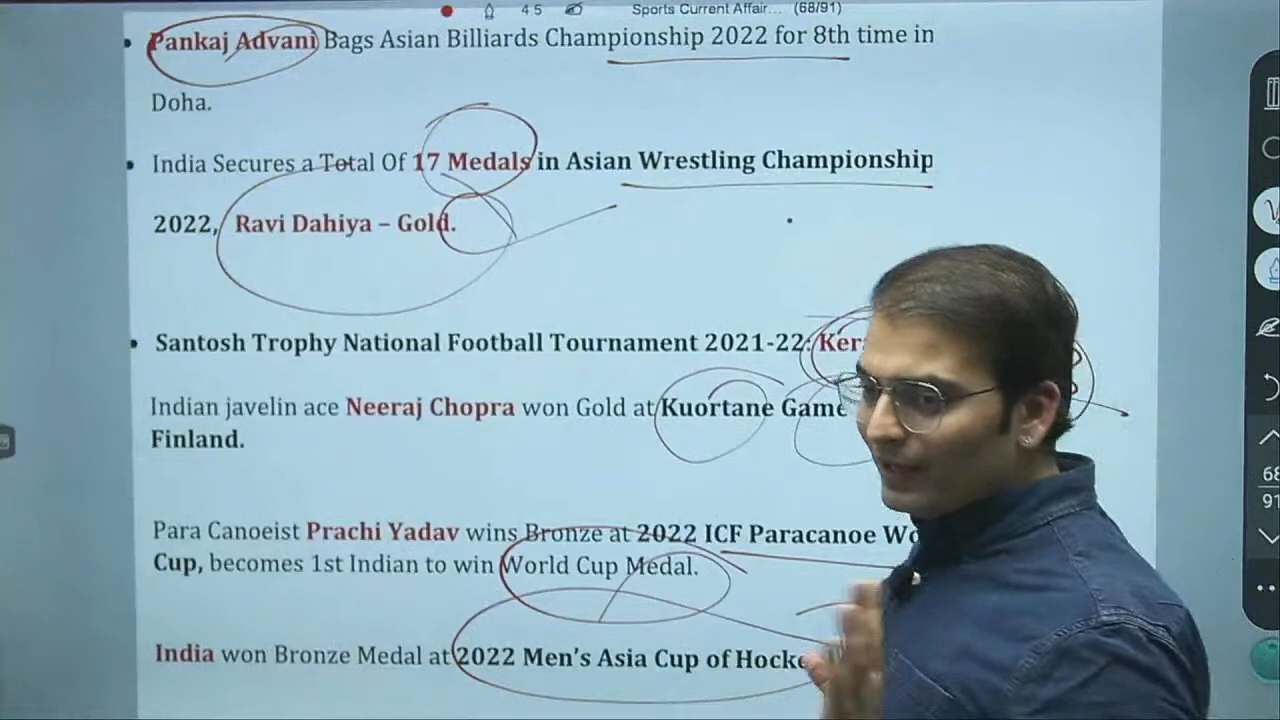 4.5 Sports Current Affair... (68/91)
Pankaj Advani Bags Asian Billiards Championship 2022 for 8th time in
Doha.
India Secures a Total Of 17 Medals in Asian Wrestling Championship
2022, Ravi Dahiya – Gold.
Santosh Trophy National Football Tournament 2021-22:
Indian javelin ace Neeraj Chopra won Gold at Kuortane
Finland.
Para Canoeist Prachi Yadav wins Bronze at 2022 ICF Paracanoe
Cup, becomes 1st Indian to win World Cup Medal.
India won Bronze Medal at 2022 Men's Asia Cup of
68
91